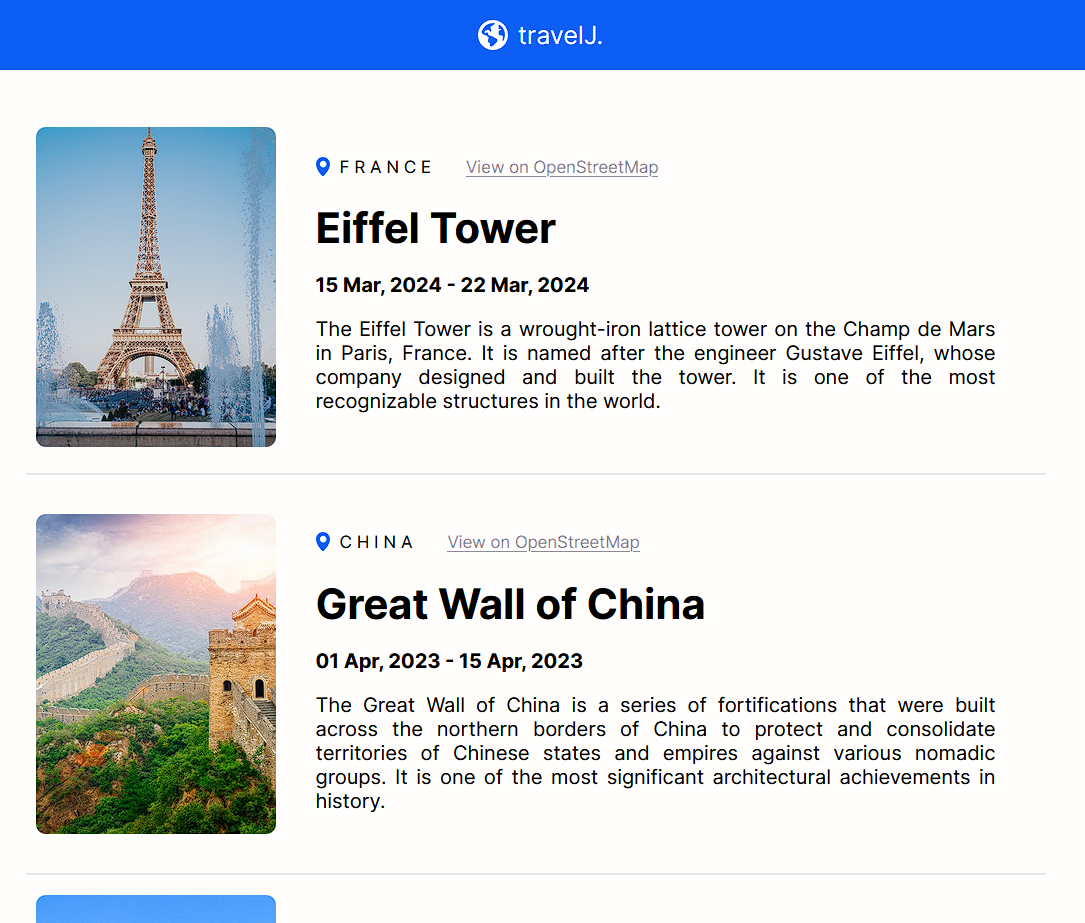 travelJ.
FRANCE View on OpenStreetMap
Eiffel Tower
15 Mar, 2024 - 22 Mar, 2024
The Eiffel Tower is a wrought-iron lattice tower on the Champ de Mars
in Paris, France. It is named after the engineer Gustave Eiffel, whose
company designed and built the tower. It is one of the most
recognizable structures in the world.
CHINA View on OpenStreetMap
Great Wall of China
01 Apr, 2023 - 15 Apr, 2023
The Great Wall of China is a series of fortifications that were built
across the northern borders of China to protect and consolidate
territories of Chinese states and empires against various nomadic
groups. It is one of the most significant architectural achievements in
history.